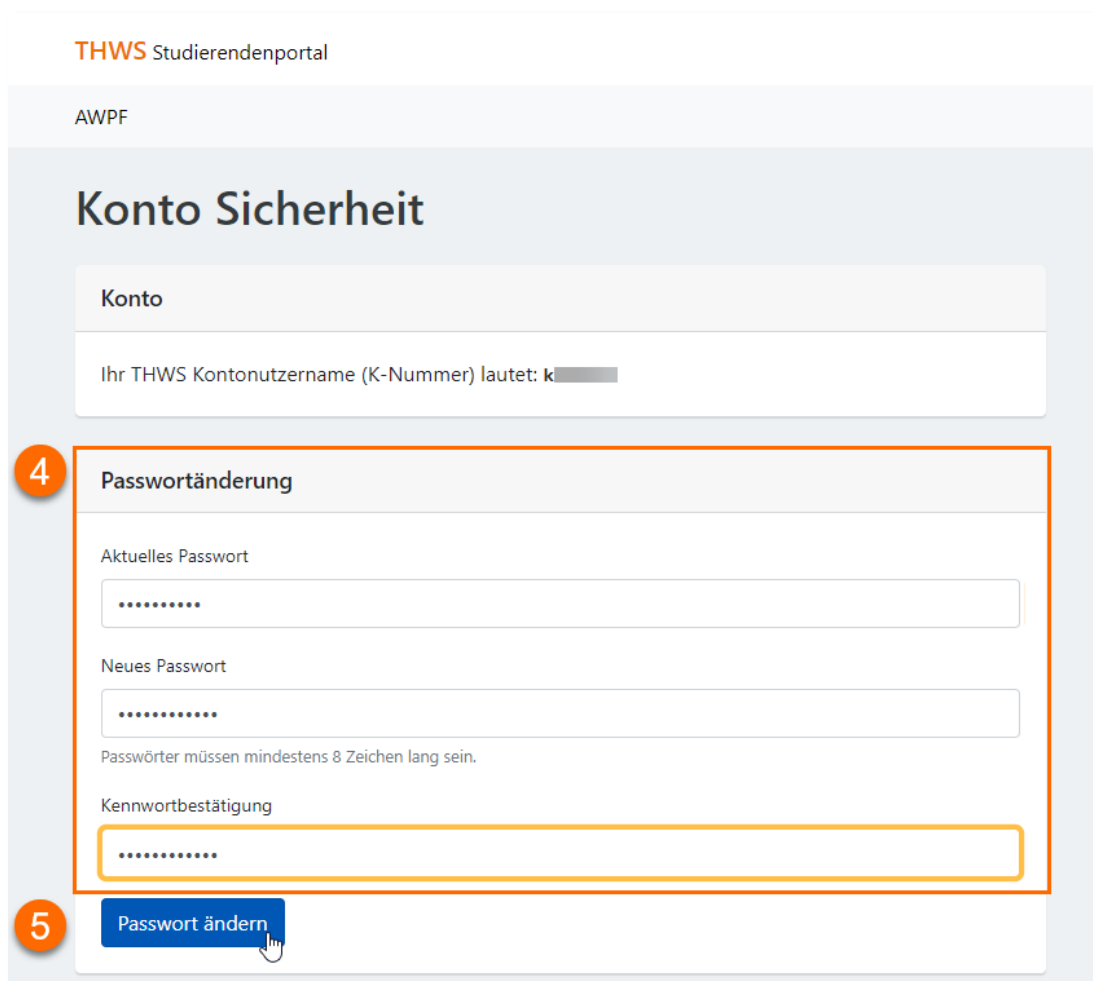 THWS Studierendenportal
AWPF
Konto Sicherheit
Konto
Ihr THWS Kontonutzername (K-Nummer) lautet: k
4
Passwortänderung
Aktuelles Passwort
••••••••••
Neues Passwort
••••••••••••
Passwörter müssen mindestens 8 Zeichen lang sein.
Kennwortbestätigung
••••••••••••
5
Passwort ändern